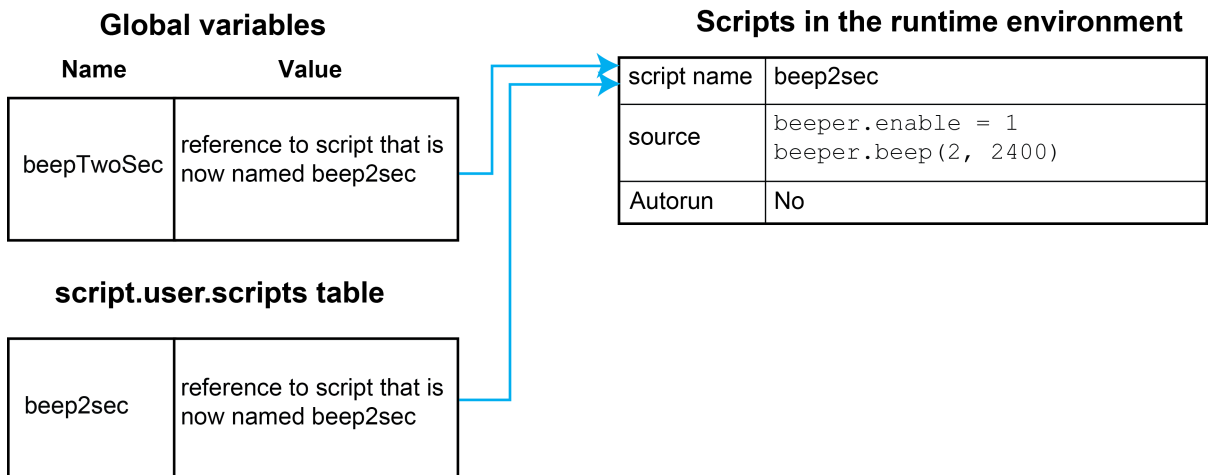 Global variables
Name Value
beepTwoSec
reference to script that is
now named beep2sec
script.user.scripts table
beep2sec
reference to script that is
now named beep2sec
Scripts in the runtime environment
script name beep2sec
source
beeper.enable = 1
beeper.beep(2, 2400)
Autorun No